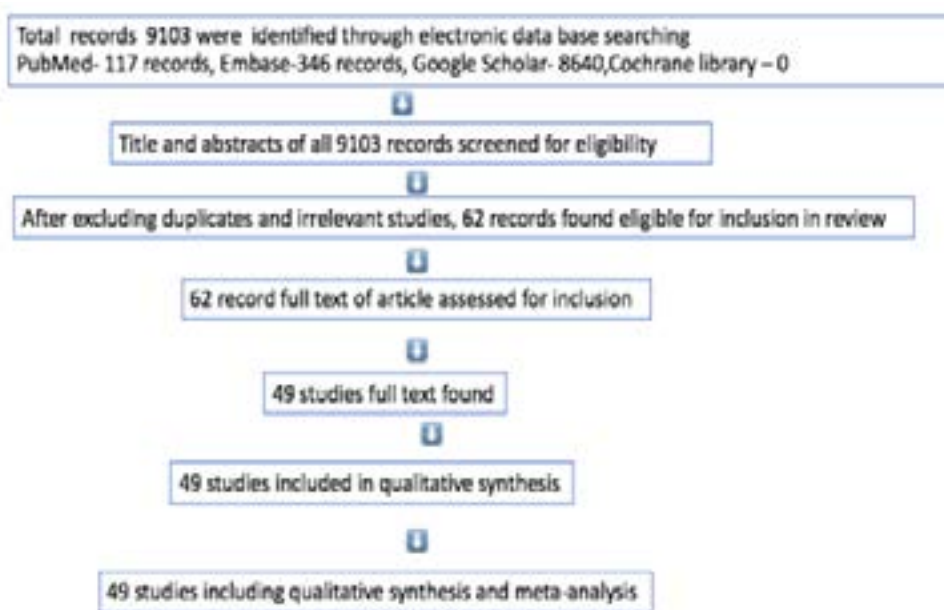 Total records 9103 were identified through electronic data base searching
PubMed- 117 records, Embase-346 records, Google Scholar- 8640,Cochrane library – 0
Title and abstracts of all 9103 records screened for eligibility
After excluding duplicates and irrelevant studies, 62 records found eligible for inclusion in review
62 record full text of article assessed for inclusion
49 studies full text found
49 studies included in qualitative synthesis
49 studies including qualitative synthesis and meta-analysis